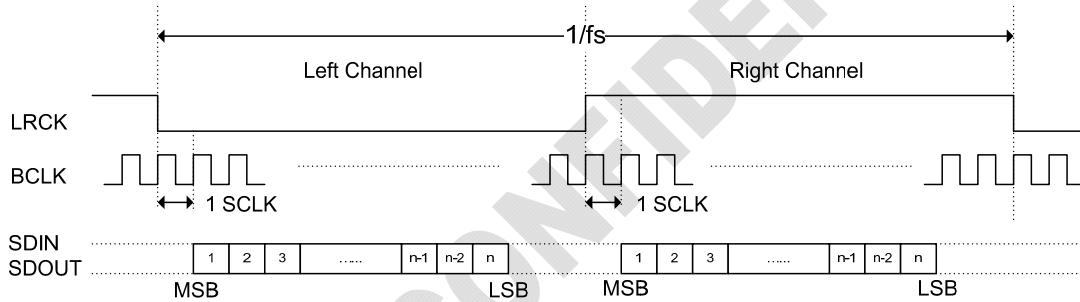 1/fs
Left Channel Right Channel
LRCK
BCLK
1 SCLK 1 SCLK
SDIN
SDOUT
1 2 3 ...... n-1 n-2 n 1 2 3 ...... n-1 n-2 n
MSB LSB MSB LSB